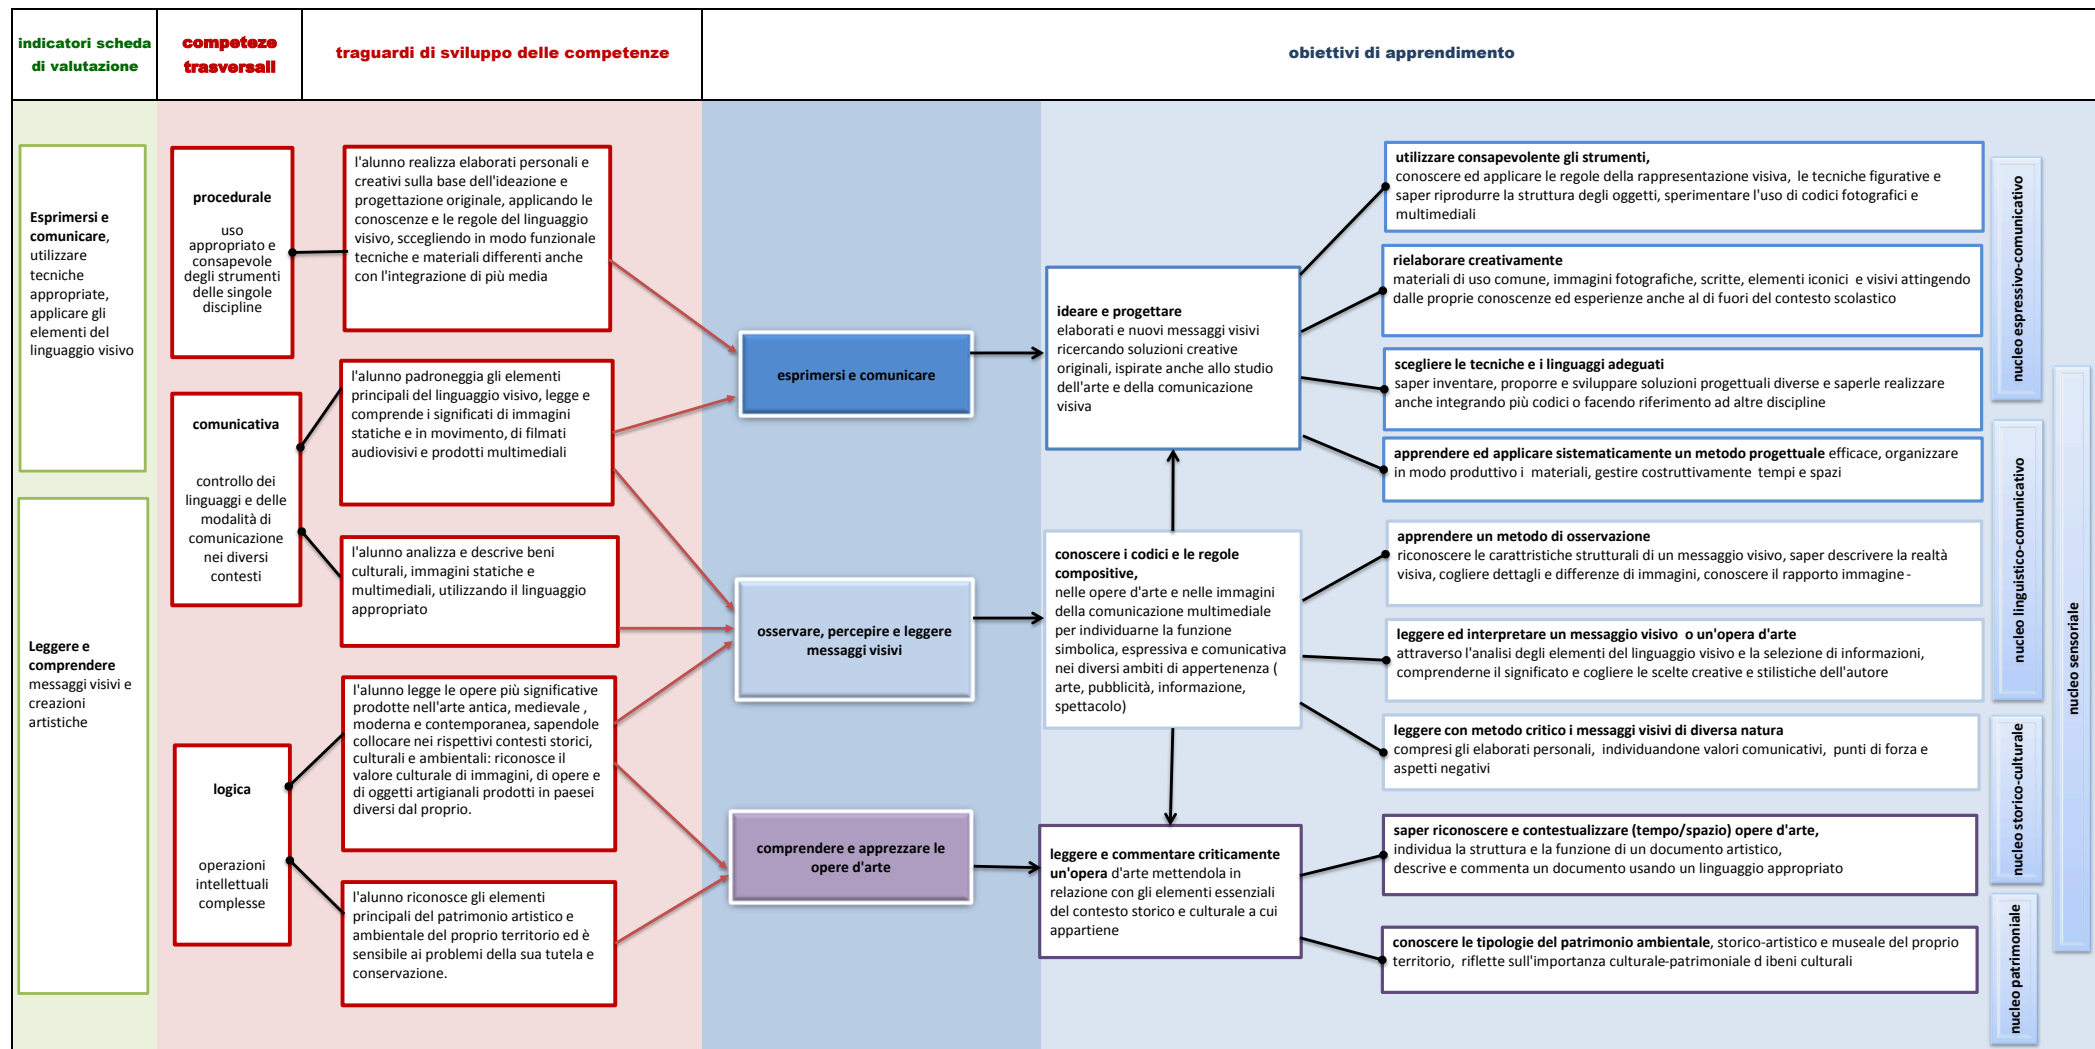 indicatori scheda
di valutazione
competeze
trasversali
traguardi di sviluppo delle competenze
obiettivi di apprendimento
Esprimersi e
comunicare,
utilizzare
tecniche
appropriate,
applicare gli
elementi del
linguaggio visivo
Leggere e
comprendere
messaggi visivi e
creazioni
artistiche
procedurale
uso
appropriato e
consapevole
degli strumenti
delle singole
discipline
comunicativa
controllo dei
linguaggi e delle
modalità di
comunicazione
nei diversi
contesti
logica
operazioni
intellettuali
complesse
l'alunno realizza elaborati personali e
creativi sulla base dell'ideazione e
progettazione originale, applicando le
conoscenze e le regole del linguaggio
visivo, sccegliendo in modo funzionale
tecniche e materiali differenti anche
con l'integrazione di più media
l'alunno padroneggia gli elementi
principali del linguaggio visivo, legge e
comprende i significati di immagini
statiche e in movimento, di filmati
audiovisivi e prodotti multimediali
l'alunno analizza e descrive beni
culturali, immagini statiche e
multimediali, utilizzando il linguaggio
appropriato
l'alunno legge le opere più significative
prodotte nell'arte antica, medievale ,
moderna e contemporanea, sapendole
collocare nei rispettivi contesti storici,
culturali e ambientali: riconosce il
valore culturale di immagini, di opere e
di oggetti artigianali prodotti in paesei
diversi dal proprio.
l'alunno riconosce gli elementi
principali del patrimonio artistico e
ambientale del proprio territorio ed è
sensibile ai problemi della sua tutela e
conservazione.
esprimersi e comunicare
osservare, percepire e leggere
messaggi visivi
comprendere e apprezzare le
opere d'arte
ideare e progettare
elaborati e nuovi messaggi visivi
ricercando soluzioni creative
originali, ispirate anche allo studio
dell'arte e della comunicazione
visiva
conoscere i codici e le regole
compositive,
nelle opere d'arte e nelle immagini
della comunicazione multimediale
per individuarne la funzione
simbolica, espressiva e comunicativa
nei diversi ambiti di appertenenza (
arte, pubblicità, informazione,
spettacolo)
leggere e commentare criticamente
un'opera d'arte mettendola in
relazione con gli elementi essenziali
del contesto storico e culturale a cui
appartiene
utilizzare consapevolente gli strumenti,
conoscere ed applicare le regole della rappresentazione visiva, le tecniche figurative e
saper riprodurre la struttura degli oggetti, sperimentare l'uso di codici fotografici e
multimediali
rielaborare creativamente
materiali di uso comune, immagini fotografiche, scritte, elementi iconici e visivi attingendo
dalle proprie conoscenze ed esperienze anche al di fuori del contesto scolastico
scegliere le tecniche e i linguaggi adeguati
saper inventare, proporre e sviluppare soluzioni progettuali diverse e saperle realizzare
anche integrando più codici o facendo riferimento ad altre discipline
apprendere ed applicare sistematicamente un metodo progettuale efficace, organizzare
in modo produttivo i materiali, gestire costruttivamente tempi e spazi
apprendere un metodo di osservazione
riconoscere le carattristiche strutturali di un messaggio visivo, saper descrivere la realtà
visiva, cogliere dettagli e differenze di immagini, conoscere il rapporto immagine-
leggere ed interpretare un messaggio visivo o un'opera d'arte
attraverso l'analisi degli elementi del linguaggio visivo e la selezione di informazioni,
comprenderne il significato e cogliere le scelte creative e stilistiche dell'autore
leggere con metodo critico i messaggi visivi di diversa natura
compresi gli elaborati personali, individuandone valori comunicativi, punti di forza e
aspetti negativi
saper riconoscere e contestualizzare (tempo/spazio) opere d'arte,
individua la struttura e la funzione di un documento artistico,
descrive e commenta un documento usando un linguaggio appropriato
conoscere le tipologie del patrimonio ambientale, storico-artistico e museale del proprio
territorio, riflette sull'importanza culturale-patrimoniale d ibeni culturali
nucleo espressivo-comunicativo
nucleo linguistico-comunicativo
nucleo storico-culturale
nucleo patrimoniale
nucleo sensoriale